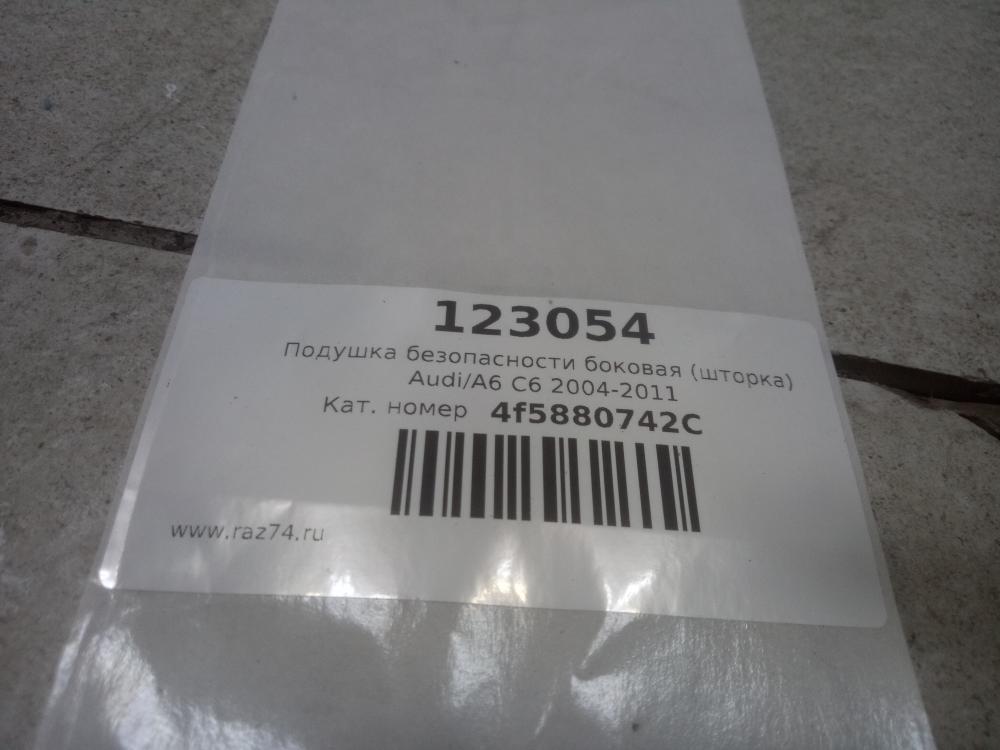 123054
Подушка безопасности боковая (шторка)
Audi/A6 C6 2004-2011
Кат. номер 4f5880742C
www.raz74.ru